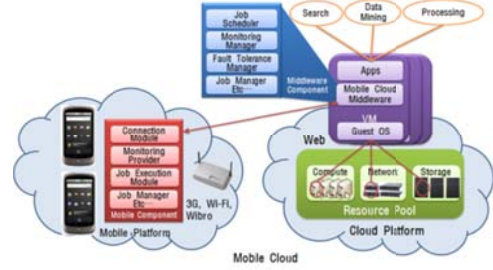 Job
Scheduler
Monitoring
Manager
Fault Tolerance
Manager
Job Manager
Etc...
Middleware
Component
Search
Data
Mining
Processing
Apps
Mobile Cloud
Middleware
VM
Guest OS
Web
Connection
Module
Monitoring
Provider
Job Execution
Module
Job Manager
Etc
Mobile Component
Mobile Platform
3G, Wi-Fi,
Wibro
Compute
Network
Storage
Resource Pool
Cloud Platform
Mobile Cloud